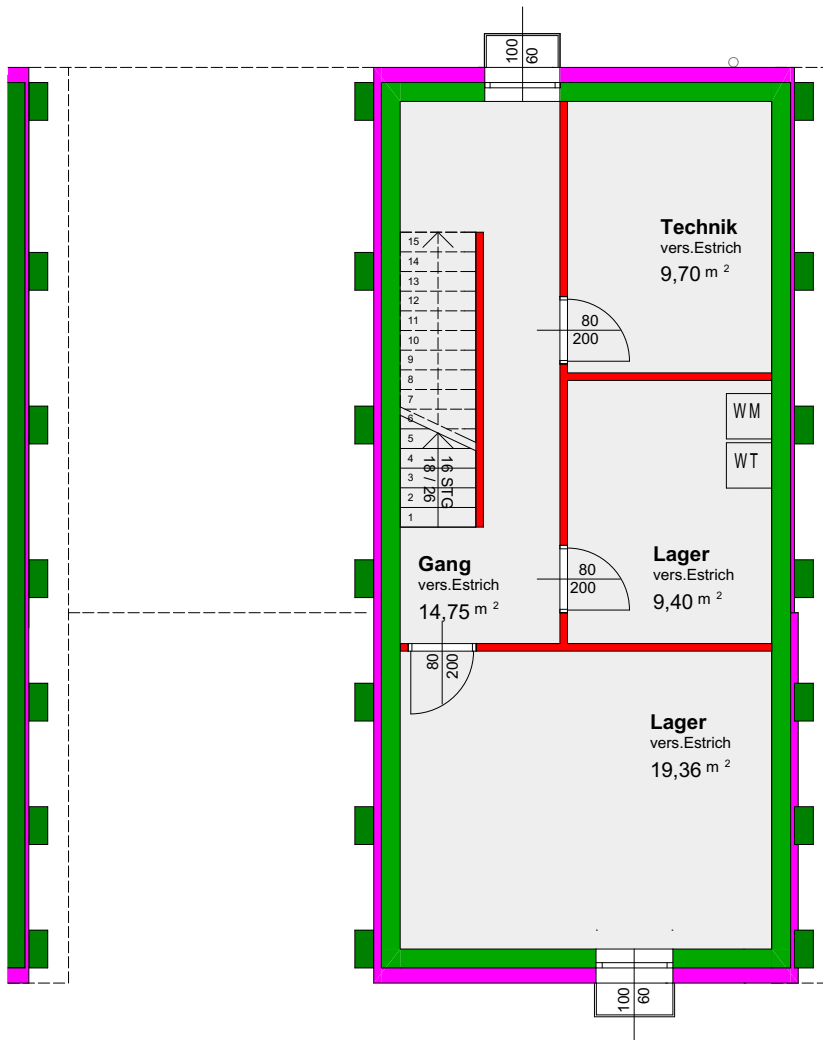 100
60
Technik
vers.Estrich
9,70 m 2
80
200
15
14
13
12
11
10
9
8
7
6
5
4
3
2
1
16 STG
18 / 26
WM
WT
Gang
vers.Estrich
14,75 m 2
80
200
Lager
vers.Estrich
9,40 m 2
80
200
Lager
vers.Estrich
19,36 m 2
100
60